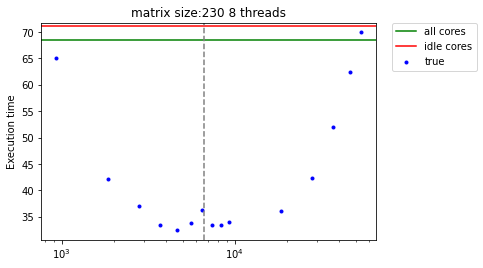 matrix size:230 8 threads
all cores
idle cores
true
Execution time
70
65
60
55
50
45
40
35
10³
10⁴